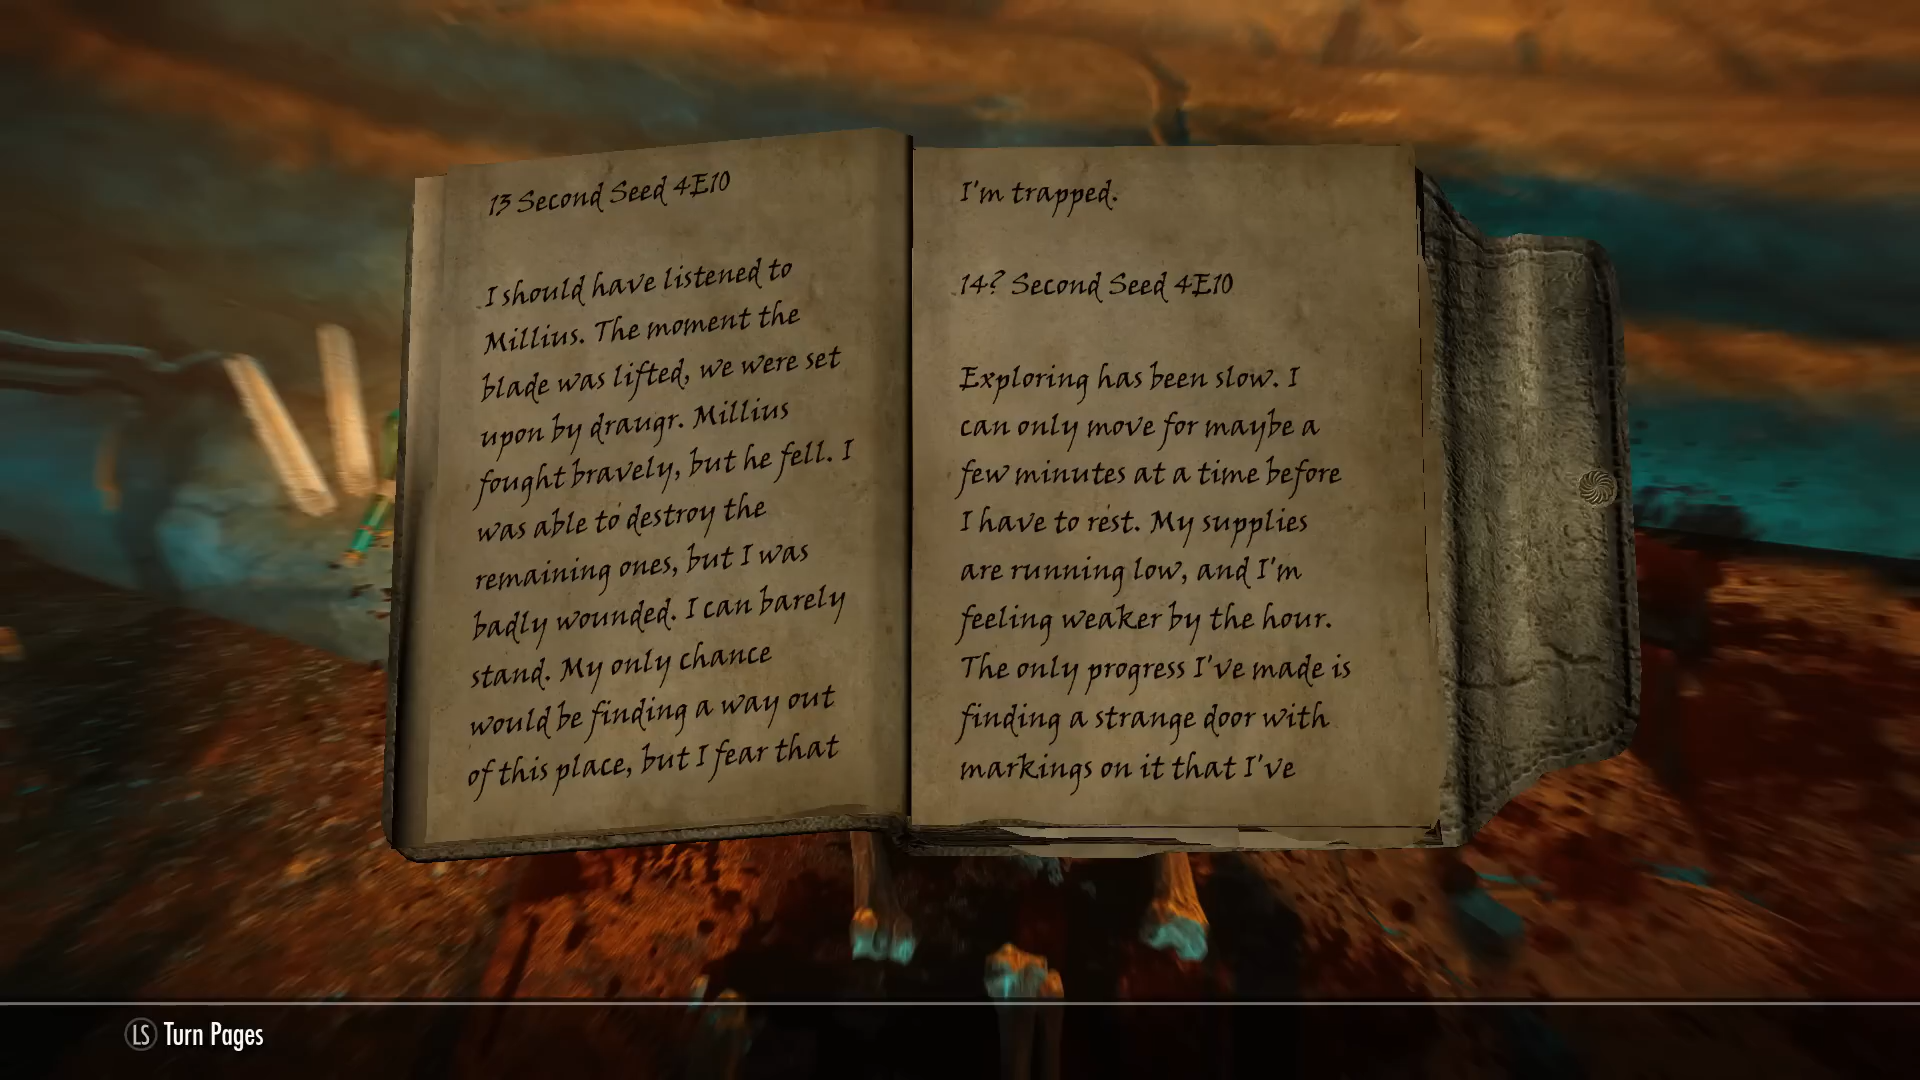 13 Second Seed 4E10
I should have listened to
Millius. The moment the
blade was lifted, we were set
upon by draugr. Millius
fought bravely, but he fell. I
was able to destroy the
remaining ones, but I was
badly wounded. I can barely
stand. My only chance
would be finding a way out
of this place, but I fear that
I'm trapped.
14? Second Seed 4E10
Exploring has been slow. I
can only move for maybe a
few minutes at a time before
I have to rest. My supplies
are running low, and I'm
feeling weaker by the hour.
The only progress I've made is
finding a strange door with
markings on it that I've
LS Turn Pages